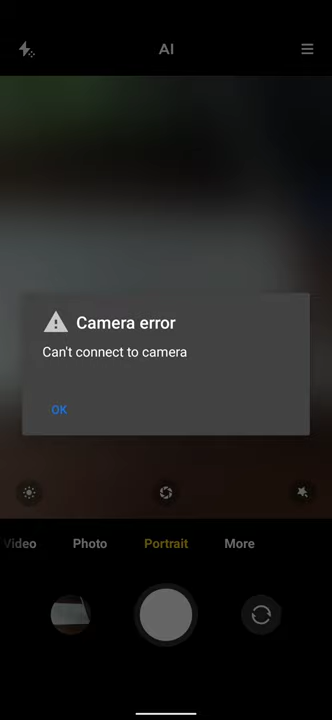 AI
Camera error
Can't connect to camera
OK
Video Photo Portrait More